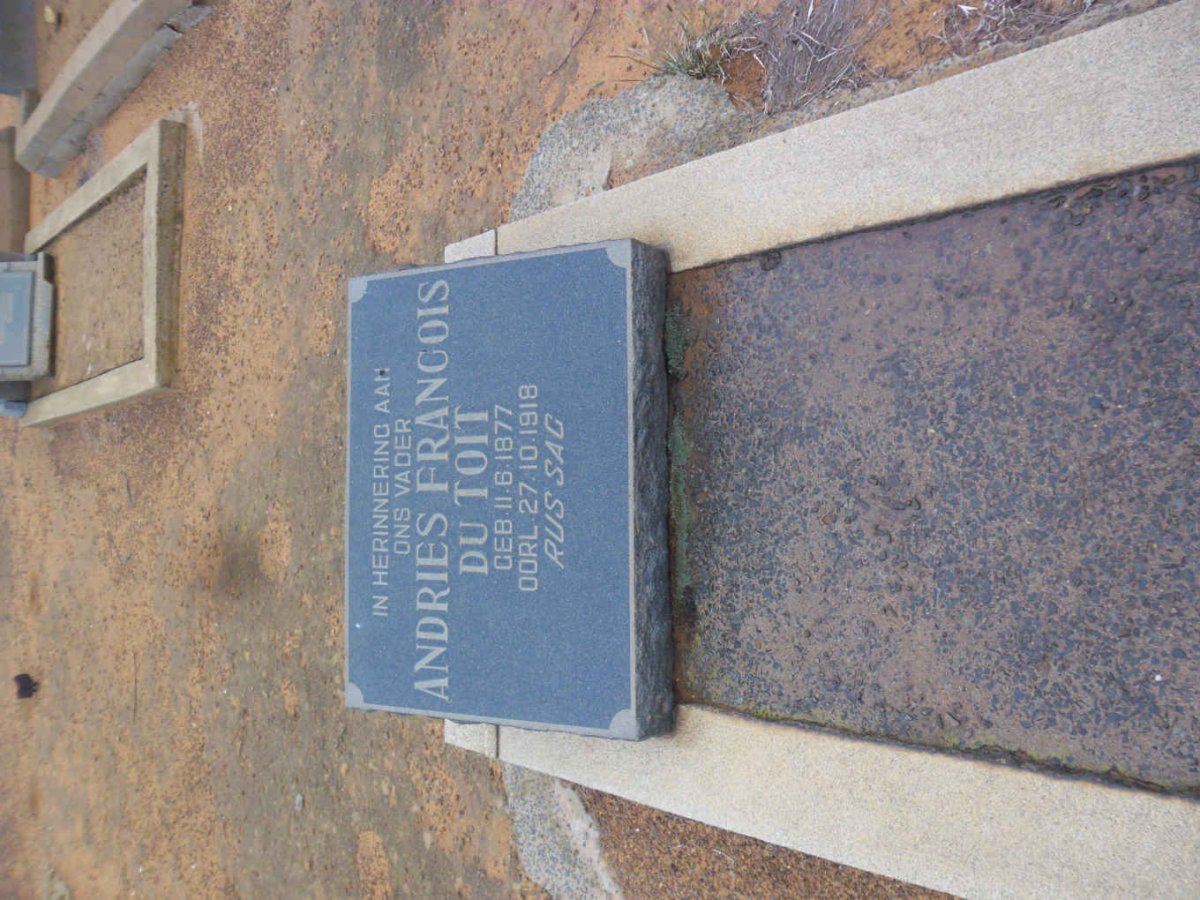 IN HERINNERING AAN
ONS VADER
ANDRIES FRANCOIS
DU TOIT
GEB. 11.6.1877
OORL. 27.10.1918
RUS SAG